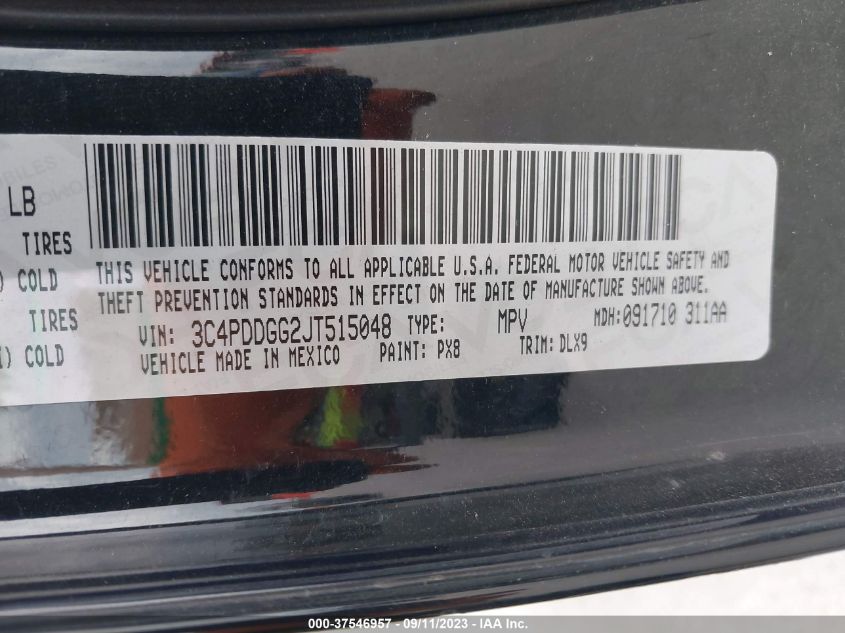 LB
TIRES
) COLD
TIRES
) COLD
THIS VEHICLE CONFORMS TO ALL APPLICABLE U.S.A. FEDERAL MOTOR VEHICLE SAFETY AND
THEFT PREVENTION STANDARDS IN EFFECT ON THE DATE OF MANUFACTURE SHOWN ABOVE.
VIN: 3C4PDDGG2JT515048 TYPE: MPV MDH:091710 311AA
VEHICLE MADE IN MEXICO PAINT: PX8 TRIM: DLX9
000-37546957 - 09/11/2023 - IAA Inc.